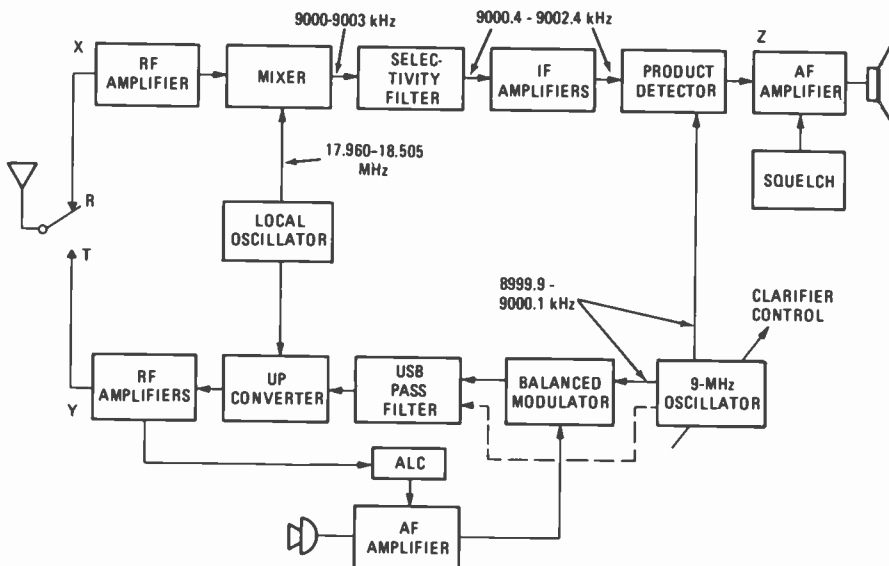 9000-9003 kHz
9000.4 - 9002.4 kHz
X
RF
AMPLIFIER
MIXER
SELEC-
TIVITY
FILTER
IF
AMPLIFIERS
PRODUCT
DETECTOR
Z
AF
AMPLIFIER
17.960-18.505
MHz
SQUELCH
R
LOCAL
OSCILLATOR
T
8999.9 -
9000.1 kHz
CLARIFIER
CONTROL
RF
AMPLIFIERS
Y
UP
CONVERTER
USB
PASS
FILTER
BALANCED
MODULATOR
9-MHz
OSCILLATOR
ALC
AF
AMPLIFIER